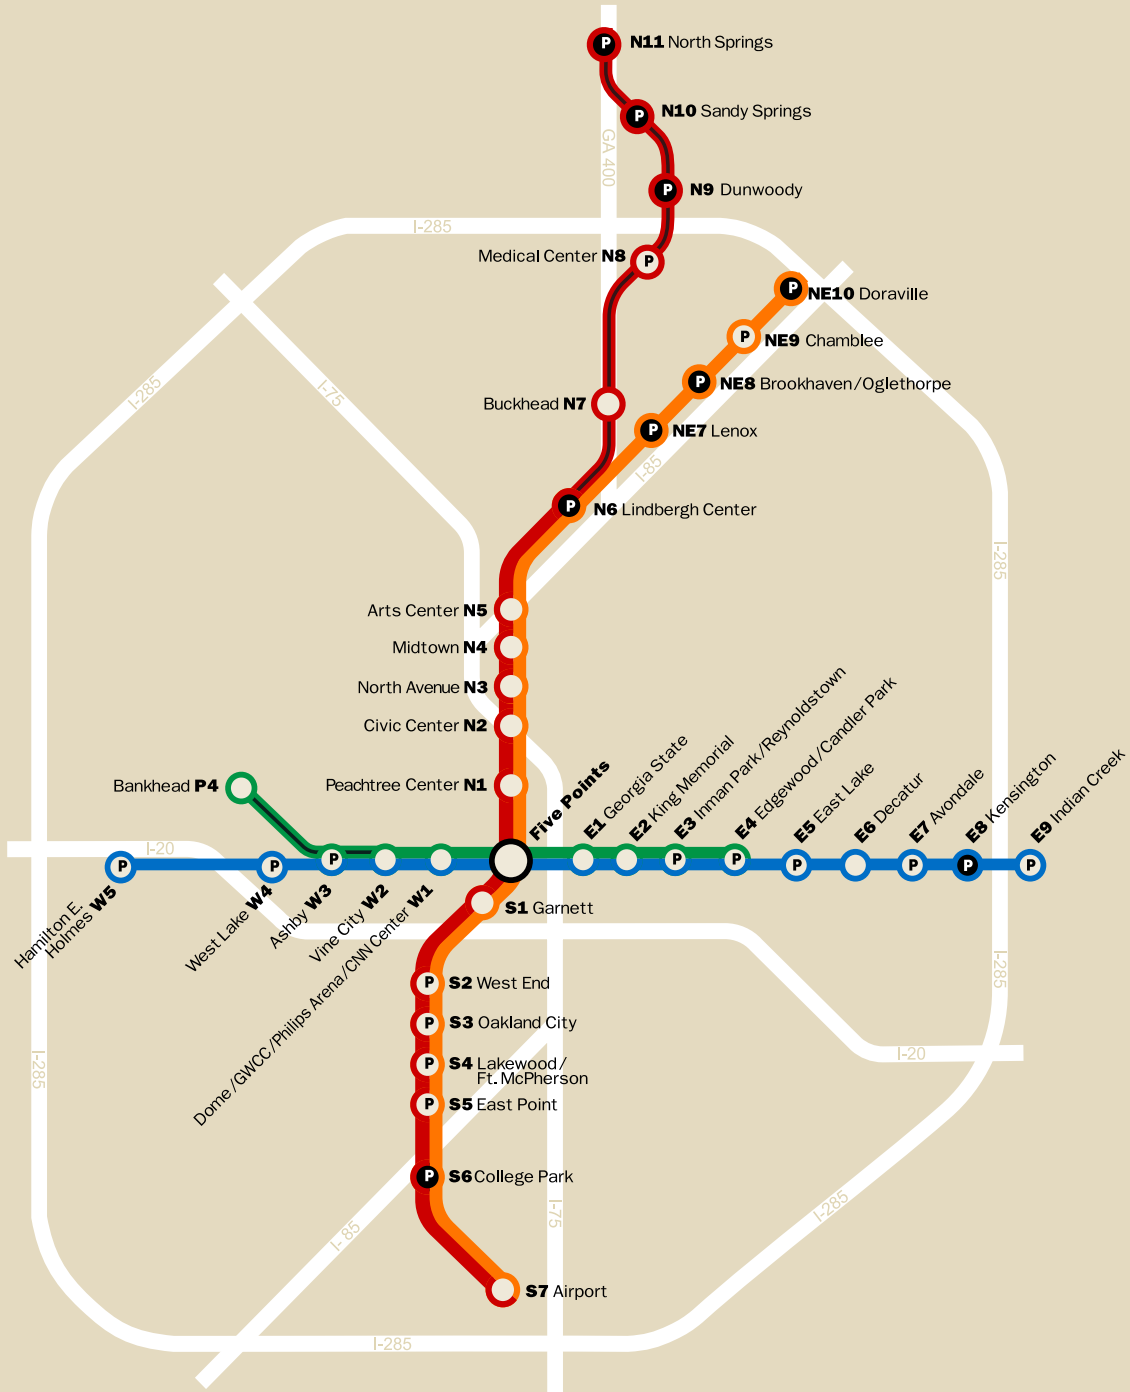 P N11 North Springs
P N10 Sandy Springs
GA 400
P N9 Dunwoody
I-285
Medical Center N8 P
P NE10 Doraville
P NE9 Chamblee
P NE8 Brookhaven/Oglethorpe
I-285
I-75
Buckhead N7
P NE7 Lenox
I-85
P N6 Lindbergh Center
I-285
Arts Center N5
Midtown N4
North Avenue N3
Civic Center N2
Bankhead P4
Peachtree Center N1
Five Points
E1 Georgia State
E2 King Memorial
E3 Inman Park/Reynoldstown
E4 Edgewood/Candler Park
E5 East Lake
E6 Decatur
E7 Avondale
E8 Kensington
E9 Indian Creek
I-20
P
P
P
P
P
P
P
P
P
Hamilton E.
Holmes W5
West Lake W4
Ashby W3
Vine City W2
Dome/GWCC/Philips Arena/CNN Center W1
S1 Garnett
I-285
P S2 West End
P S3 Oakland City
I-20
I-285
P S4 Lakewood/
Ft. McPherson
P S5 East Point
P S6 College Park
I-75
I-285
I- 85
S7 Airport
I-285